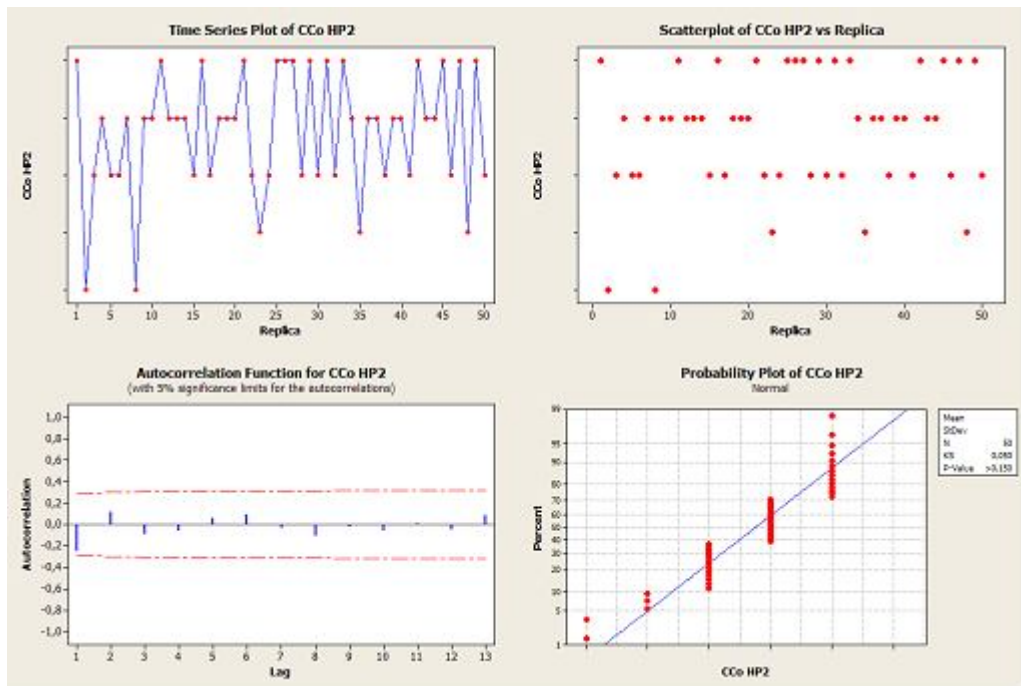 Time Series Plot of CCo HP2
CCo HP2
1 5 10 15 20 25 30 35 40 45 50
Replica
Scatterplot of CCo HP2 vs Replica
CCo HP2
0 10 20 30 40 50
Replica
Autocorrelation Function for CCo HP2
(with 5% significance limits for the autocorrelations)
Autocorrelation
1,0
0,8
0,6
0,4
0,2
0,0
-0,2
-0,4
-0,6
-0,8
-1,0
1 2 3 4 5 6 7 8 9 10 11 12 13
Lag
Probability Plot of CCo HP2
Normal
Percent
99
95
90
80
70
60
50
40
30
20
10
5
1
CCo HP2
Mean
StDev
N 50
KS
P-Value >0,150